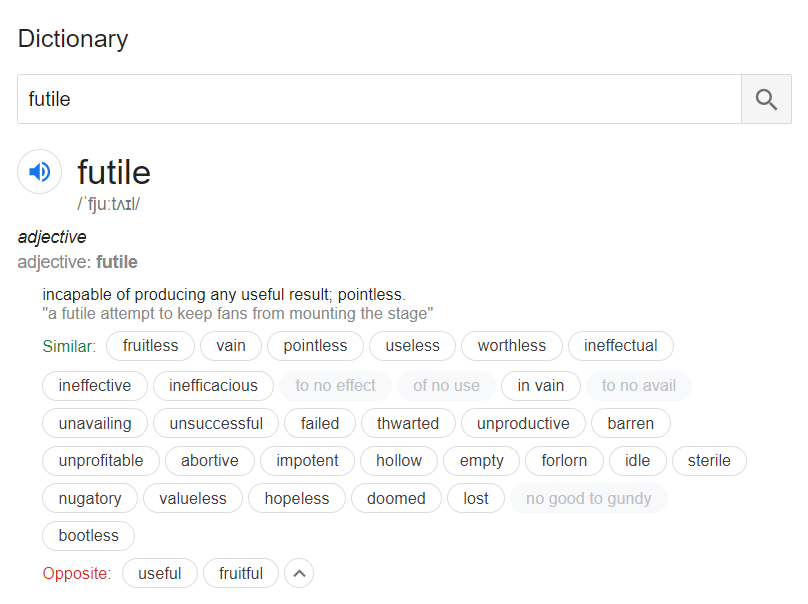 Dictionary
futile
futile
/ˈfjuːtʌɪl/
adjective
adjective: futile
incapable of producing any useful result; pointless.
"a futile attempt to keep fans from mounting the stage"
Similar: fruitless vain pointless useless worthless ineffectual
ineffective inefficacious to no effect of no use in vain to no avail
unavailing unsuccessful failed thwarted unproductive barren
unprofitable abortive impotent hollow empty forlorn idle sterile
nugatory valueless hopeless doomed lost no good to gundy
bootless
Opposite: useful fruitful